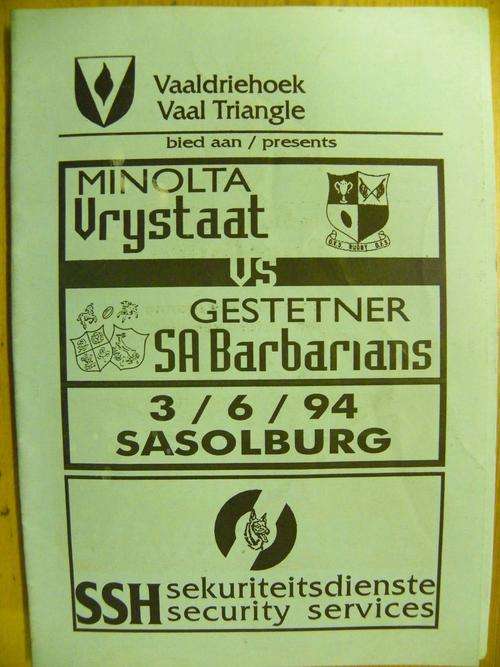 Vaaldriehoek
Vaal Triangle
bied aan / presents
MINOLTA
Vrystaat
VS
GESTETNER
SA Barbarians
3 / 6 / 94
SASOLBURG
SSH sekuriteitsdienste
security services